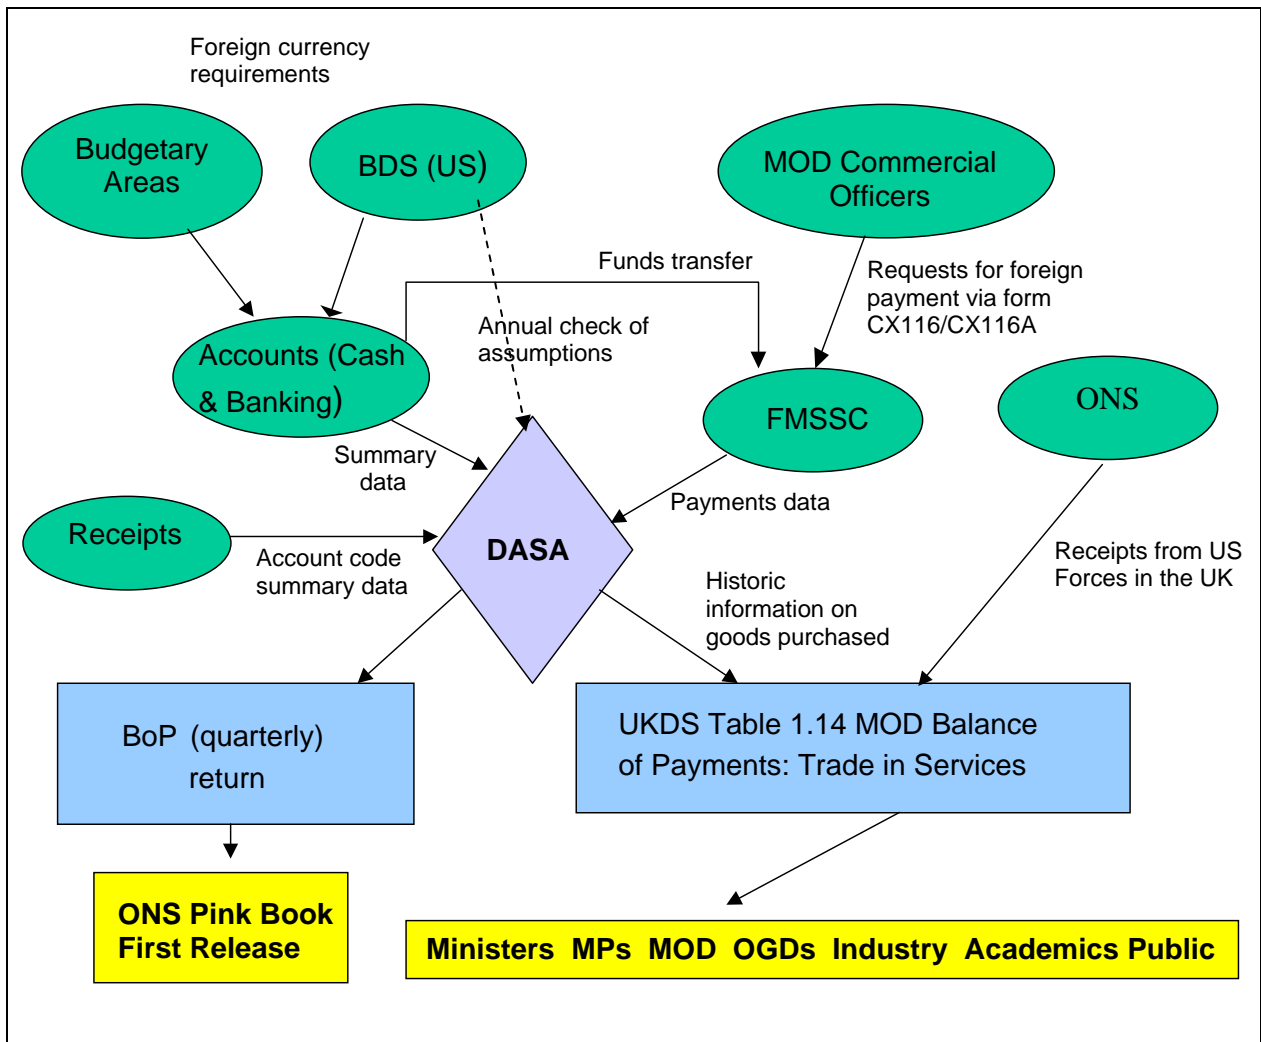 Foreign currency
requirements
Budgetary
Areas
BDS (US)
MOD Commercial
Officers
Funds transfer
Requests for foreign
payment via form
CX116/CX116A
Annual check of
assumptions
Accounts (Cash
& Banking)
FMSSC
ONS
Summary
data
Payments data
Receipts
Account code
summary data
DASA
Receipts from US
Forces in the UK
Historic
information on
goods purchased
BoP (quarterly)
return
UKDS Table 1.14 MOD Balance
of Payments: Trade in Services
ONS Pink Book
First Release
Ministers MPs MOD OGDs Industry Academics Public